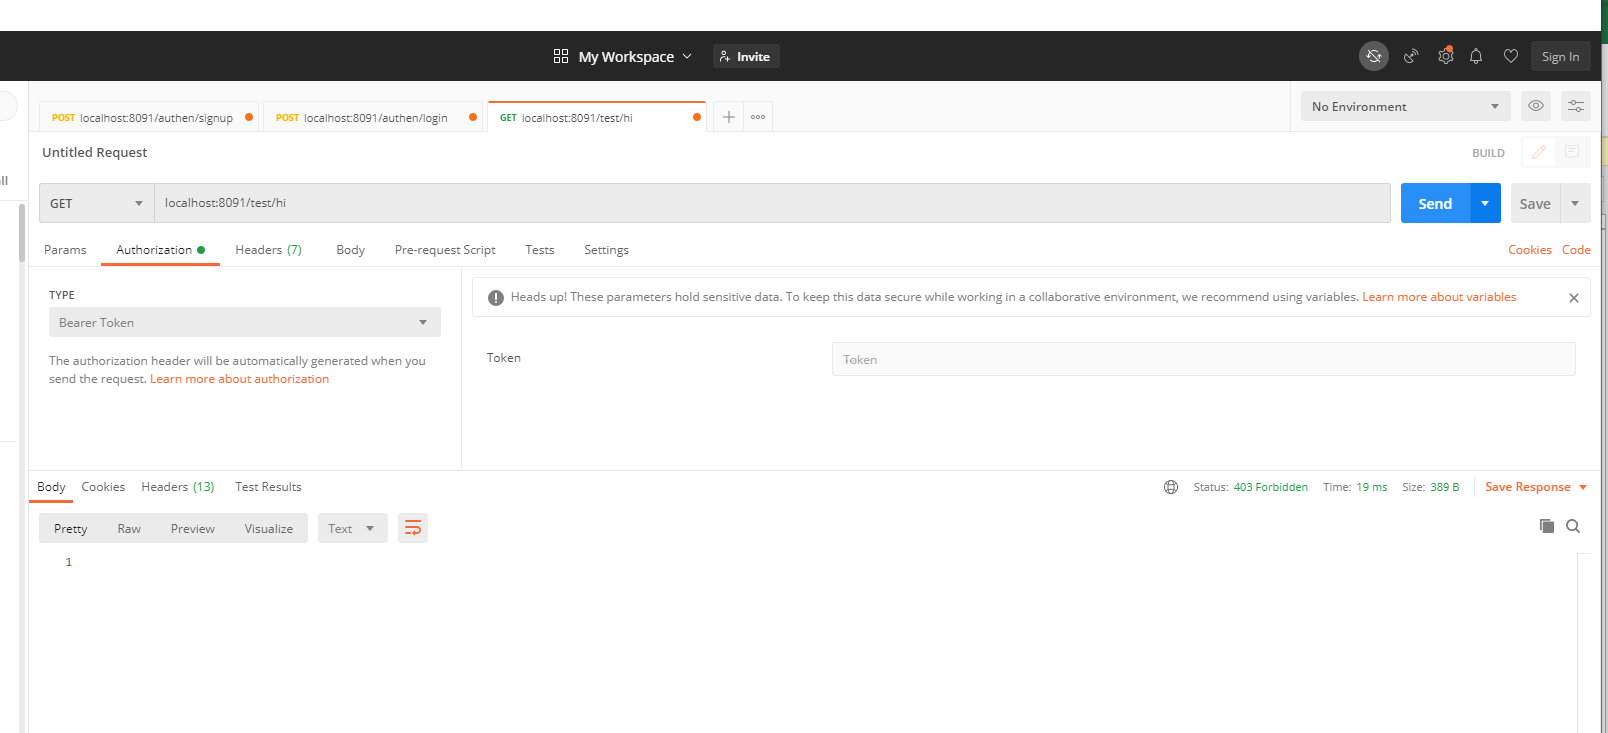 My Workspace Invite Sign In
POST localhost:8091/authen/signup POST localhost:8091/authen/login GET localhost:8091/test/hi No Environment
Untitled Request BUILD
ll
GET localhost:8091/test/hi Send Save
Params Authorization Headers (7) Body Pre-request Script Tests Settings Cookies Code
TYPE
Bearer Token
The authorization header will be automatically generated when you
send the request. Learn more about authorization
Heads up! These parameters hold sensitive data. To keep this data secure while working in a collaborative environment, we recommend using variables. Learn more about variables
Token Token
Body Cookies Headers (13) Test Results Status: 403 Forbidden Time: 19 ms Size: 389 B Save Response
Pretty Raw Preview Visualize Text
1